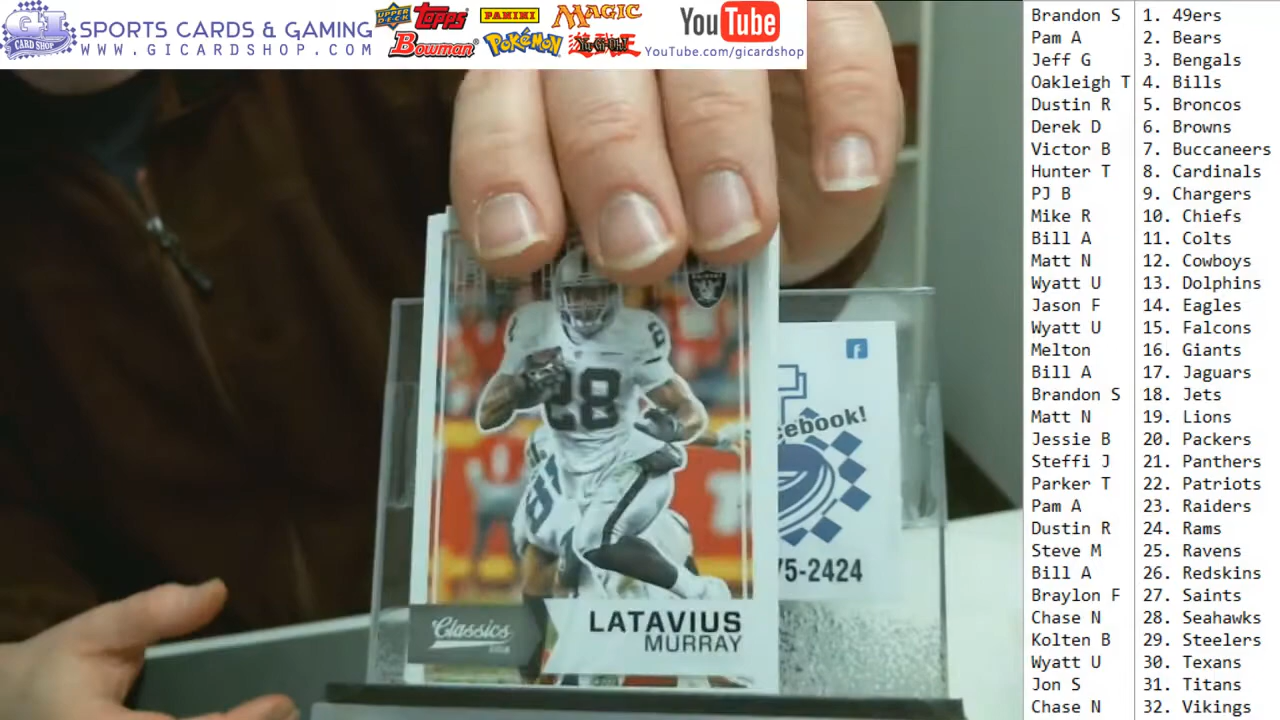 SPORTS CARDS & GAMING
WWW.GICARDSHOP.COM
GI
CARD SHOP
UPPER DECK
Topps
Bowman
PANINI
Pokémon
MAGIC
Yu-Gi-Oh!
YouTube
YouTube.com/gicardshop
Brandon S 1. 49ers
Pam A 2. Bears
Jeff G 3. Bengals
Oakleigh T 4. Bills
Dustin R 5. Broncos
Derek D 6. Browns
Victor B 7. Buccaneers
Hunter T 8. Cardinals
PJ B 9. Chargers
Mike R 10. Chiefs
Bill A 11. Colts
Matt N 12. Cowboys
Wyatt U 13. Dolphins
Jason F 14. Eagles
Wyatt U 15. Falcons
Melton 16. Giants
Bill A 17. Jaguars
Brandon S 18. Jets
Matt N 19. Lions
Jessie B 20. Packers
Steffi J 21. Panthers
Parker T 22. Patriots
Pam A 23. Raiders
Dustin R 24. Rams
Steve M 25. Ravens
Bill A 26. Redskins
Braylon F 27. Saints
Chase N 28. Seahawks
Kolten B 29. Steelers
Wyatt U 30. Texans
Jon S 31. Titans
Chase N 32. Vikings
RAIDERS
28
28
f
cebook!
75-2424
Classics
2016
LATAVIUS
MURRAY